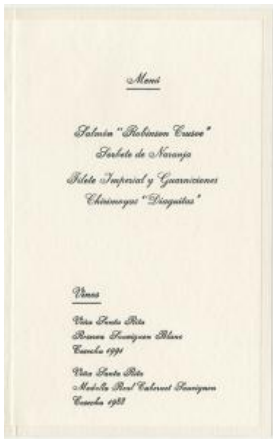 Menú
Salmón "Robinson Crusoe"
Sorbete de Naranja
Filete Imperial y Guarniciones
Chirimoyas "Diaguitas"
Vinos
Viña Santa Rita
Reserva Sauvignon Blanc
Cosecha 1991
Viña Santa Rita
Medalla Real Cabernet Sauvignon
Cosecha 1988